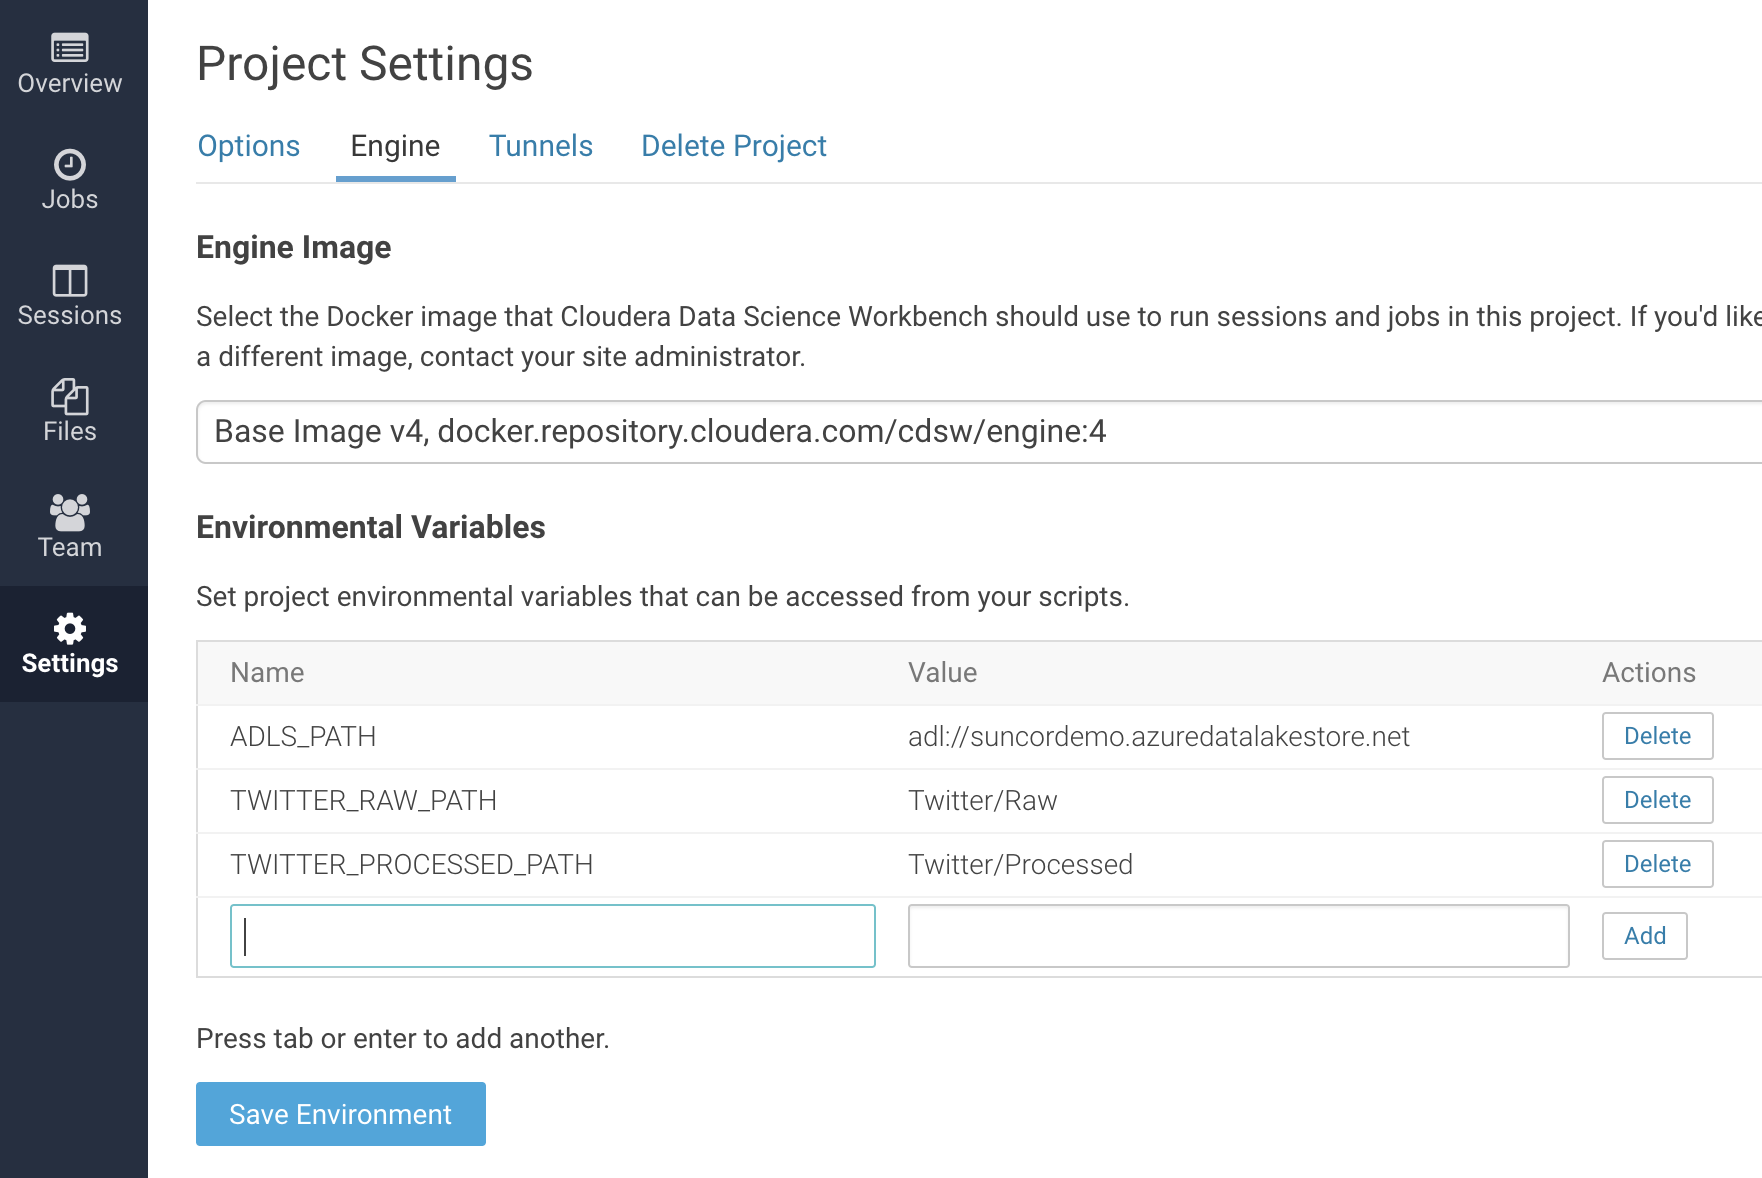 Overview
Jobs
Sessions
Files
Team
Settings
Project Settings
Options Engine Tunnels Delete Project
Engine Image
Select the Docker image that Cloudera Data Science Workbench should use to run sessions and jobs in this project. If you'd like
a different image, contact your site administrator.
Base Image v4, docker.repository.cloudera.com/cdsw/engine:4
Environmental Variables
Set project environmental variables that can be accessed from your scripts.
Name Value Actions
ADLS_PATH adl://suncordemo.azuredatalakestore.net Delete
TWITTER_RAW_PATH Twitter/Raw Delete
TWITTER_PROCESSED_PATH Twitter/Processed Delete
Add
Press tab or enter to add another.
Save Environment